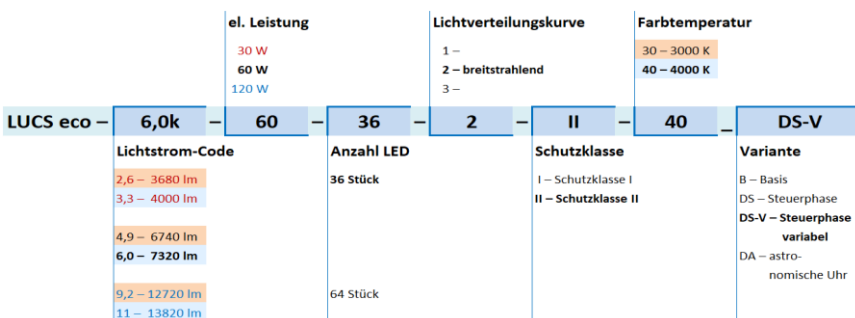 el. Leistung
30 W
60 W
120 W
Lichtverteilungskurve
1 –
2 – breitstrahlend
3 –
Farbtemperatur
30 – 3000 K
40 – 4000 K
LUCS eco – 6,0k – 60 – 36 – 2 – II – 40 _ DS-V
Lichtstrom-Code
2,6 – 3680 lm
3,3 – 4000 lm
4,9 – 6740 lm
6,0 – 7320 lm
9,2 – 12720 lm
11 – 13820 lm
Anzahl LED
36 Stück
64 Stück
Schutzklasse
I – Schutzklasse I
II – Schutzklasse II
Variante
B – Basis
DS – Steuerphase
DS-V – Steuerphase
variabel
DA – astro-
nomische Uhr